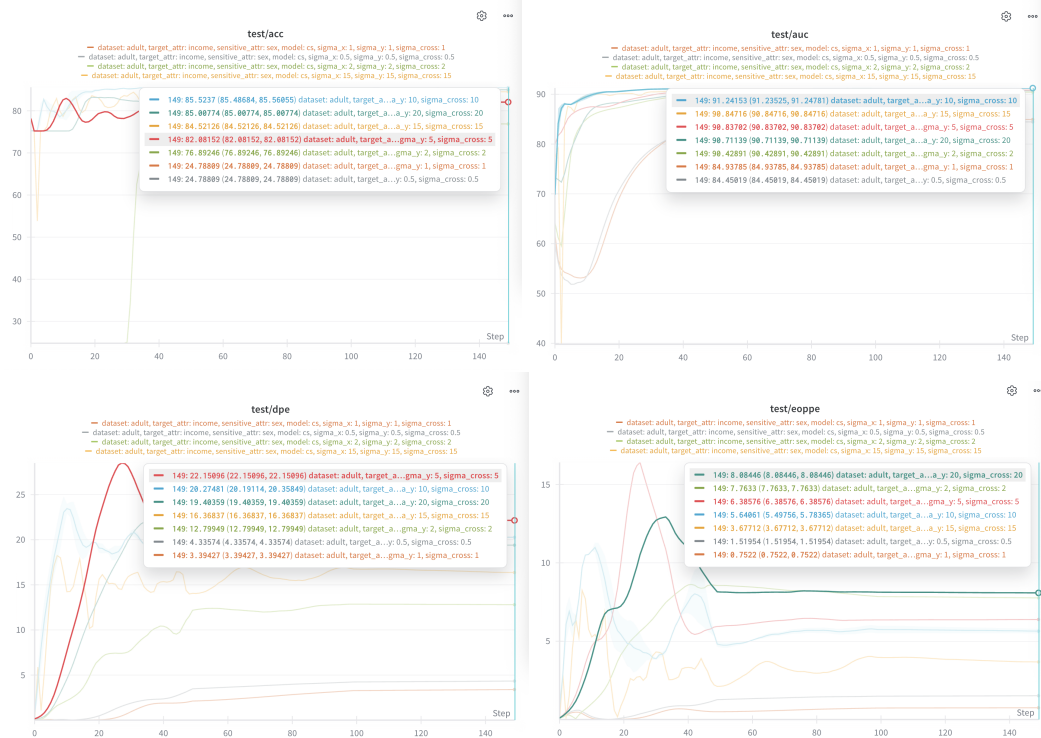 test/acc
dataset: adult, target_attr: income, sensitive_attr: sex, model: cs, sigma_x: 1, sigma_y: 1, sigma_cross: 1
dataset: adult, target_attr: income, sensitive_attr: sex, model: cs, sigma_x: 0.5, sigma_y: 0.5, sigma_cross: 0.5
dataset: adult, target_attr: income, sensitive_attr: sex, model: cs, sigma_x: 2, sigma_y: 2, sigma_cross: 2
dataset: adult, target_attr: income, sensitive_attr: sex, model: cs, sigma_x: 15, sigma_y: 15, sigma_cross: 15
149: 85.5237 (85.48684, 85.56055) dataset: adult, target_a...a_y: 10, sigma_cross: 10
149: 85.00774 (85.00774, 85.00774) dataset: adult, target_a...a_y: 20, sigma_cross: 20
149: 84.52126 (84.52126, 84.52126) dataset: adult, target_a...a_y: 15, sigma_cross: 15
149: 82.08152 (82.08152, 82.08152) dataset: adult, target_a...gma_y: 5, sigma_cross: 5
149: 76.89246 (76.89246, 76.89246) dataset: adult, target_a...gma_y: 2, sigma_cross: 2
149: 24.78809 (24.78809, 24.78809) dataset: adult, target_a...gma_y: 1, sigma_cross: 1
149: 24.78809 (24.78809, 24.78809) dataset: adult, target_a...y: 0.5, sigma_cross: 0.5
80
70
60
50
40
30
Step
0 20 40 60 80 100 120 140
test/auc
dataset: adult, target_attr: income, sensitive_attr: sex, model: cs, sigma_x: 1, sigma_y: 1, sigma_cross: 1
dataset: adult, target_attr: income, sensitive_attr: sex, model: cs, sigma_x: 0.5, sigma_y: 0.5, sigma_cross: 0.5
dataset: adult, target_attr: income, sensitive_attr: sex, model: cs, sigma_x: 2, sigma_y: 2, sigma_cross: 2
dataset: adult, target_attr: income, sensitive_attr: sex, model: cs, sigma_x: 15, sigma_y: 15, sigma_cross: 15
149: 91.24153 (91.23525, 91.24781) dataset: adult, target_a...a_y: 10, sigma_cross: 10
149: 90.84716 (90.84716, 90.84716) dataset: adult, target_a...a_y: 15, sigma_cross: 15
149: 90.83702 (90.83702, 90.83702) dataset: adult, target_a...gma_y: 5, sigma_cross: 5
149: 90.71139 (90.71139, 90.71139) dataset: adult, target_a...a_y: 20, sigma_cross: 20
149: 90.42891 (90.42891, 90.42891) dataset: adult, target_a...gma_y: 2, sigma_cross: 2
149: 84.93785 (84.93785, 84.93785) dataset: adult, target_a...gma_y: 1, sigma_cross: 1
149: 84.45019 (84.45019, 84.45019) dataset: adult, target_a...y: 0.5, sigma_cross: 0.5
90
80
70
60
50
40
Step
0 20 40 60 80 100 120 140
test/dpe
dataset: adult, target_attr: income, sensitive_attr: sex, model: cs, sigma_x: 1, sigma_y: 1, sigma_cross: 1
dataset: adult, target_attr: income, sensitive_attr: sex, model: cs, sigma_x: 0.5, sigma_y: 0.5, sigma_cross: 0.5
dataset: adult, target_attr: income, sensitive_attr: sex, model: cs, sigma_x: 2, sigma_y: 2, sigma_cross: 2
dataset: adult, target_attr: income, sensitive_attr: sex, model: cs, sigma_x: 15, sigma_y: 15, sigma_cross: 15
149: 22.15096 (22.15096, 22.15096) dataset: adult, target_a...gma_y: 5, sigma_cross: 5
149: 20.27481 (20.19114, 20.35849) dataset: adult, target_a...a_y: 10, sigma_cross: 10
149: 19.40359 (19.40359, 19.40359) dataset: adult, target_a...a_y: 20, sigma_cross: 20
149: 16.36837 (16.36837, 16.36837) dataset: adult, target_a...a_y: 15, sigma_cross: 15
149: 12.79949 (12.79949, 12.79949) dataset: adult, target_a...gma_y: 2, sigma_cross: 2
149: 4.33574 (4.33574, 4.33574) dataset: adult, target_a...y: 0.5, sigma_cross: 0.5
149: 3.39427 (3.39427, 3.39427) dataset: adult, target_a...gma_y: 1, sigma_cross: 1
25
20
15
10
5
Step
0 20 40 60 80 100 120 140
test/eoppe
dataset: adult, target_attr: income, sensitive_attr: sex, model: cs, sigma_x: 1, sigma_y: 1, sigma_cross: 1
dataset: adult, target_attr: income, sensitive_attr: sex, model: cs, sigma_x: 0.5, sigma_y: 0.5, sigma_cross: 0.5
dataset: adult, target_attr: income, sensitive_attr: sex, model: cs, sigma_x: 2, sigma_y: 2, sigma_cross: 2
dataset: adult, target_attr: income, sensitive_attr: sex, model: cs, sigma_x: 15, sigma_y: 15, sigma_cross: 15
149: 8.08446 (8.08446, 8.08446) dataset: adult, target_a...a_y: 20, sigma_cross: 20
149: 7.7633 (7.7633, 7.7633) dataset: adult, target_a...gma_y: 2, sigma_cross: 2
149: 6.38576 (6.38576, 6.38576) dataset: adult, target_a...gma_y: 5, sigma_cross: 5
149: 5.64061 (5.49756, 5.78365) dataset: adult, target_a...a_y: 10, sigma_cross: 10
149: 3.67712 (3.67712, 3.67712) dataset: adult, target_a...a_y: 15, sigma_cross: 15
149: 1.51954 (1.51954, 1.51954) dataset: adult, target_a...y: 0.5, sigma_cross: 0.5
149: 0.7522 (0.7522, 0.7522) dataset: adult, target_a...gma_y: 1, sigma_cross: 1
15
10
5
Step
0 20 40 60 80 100 120 140